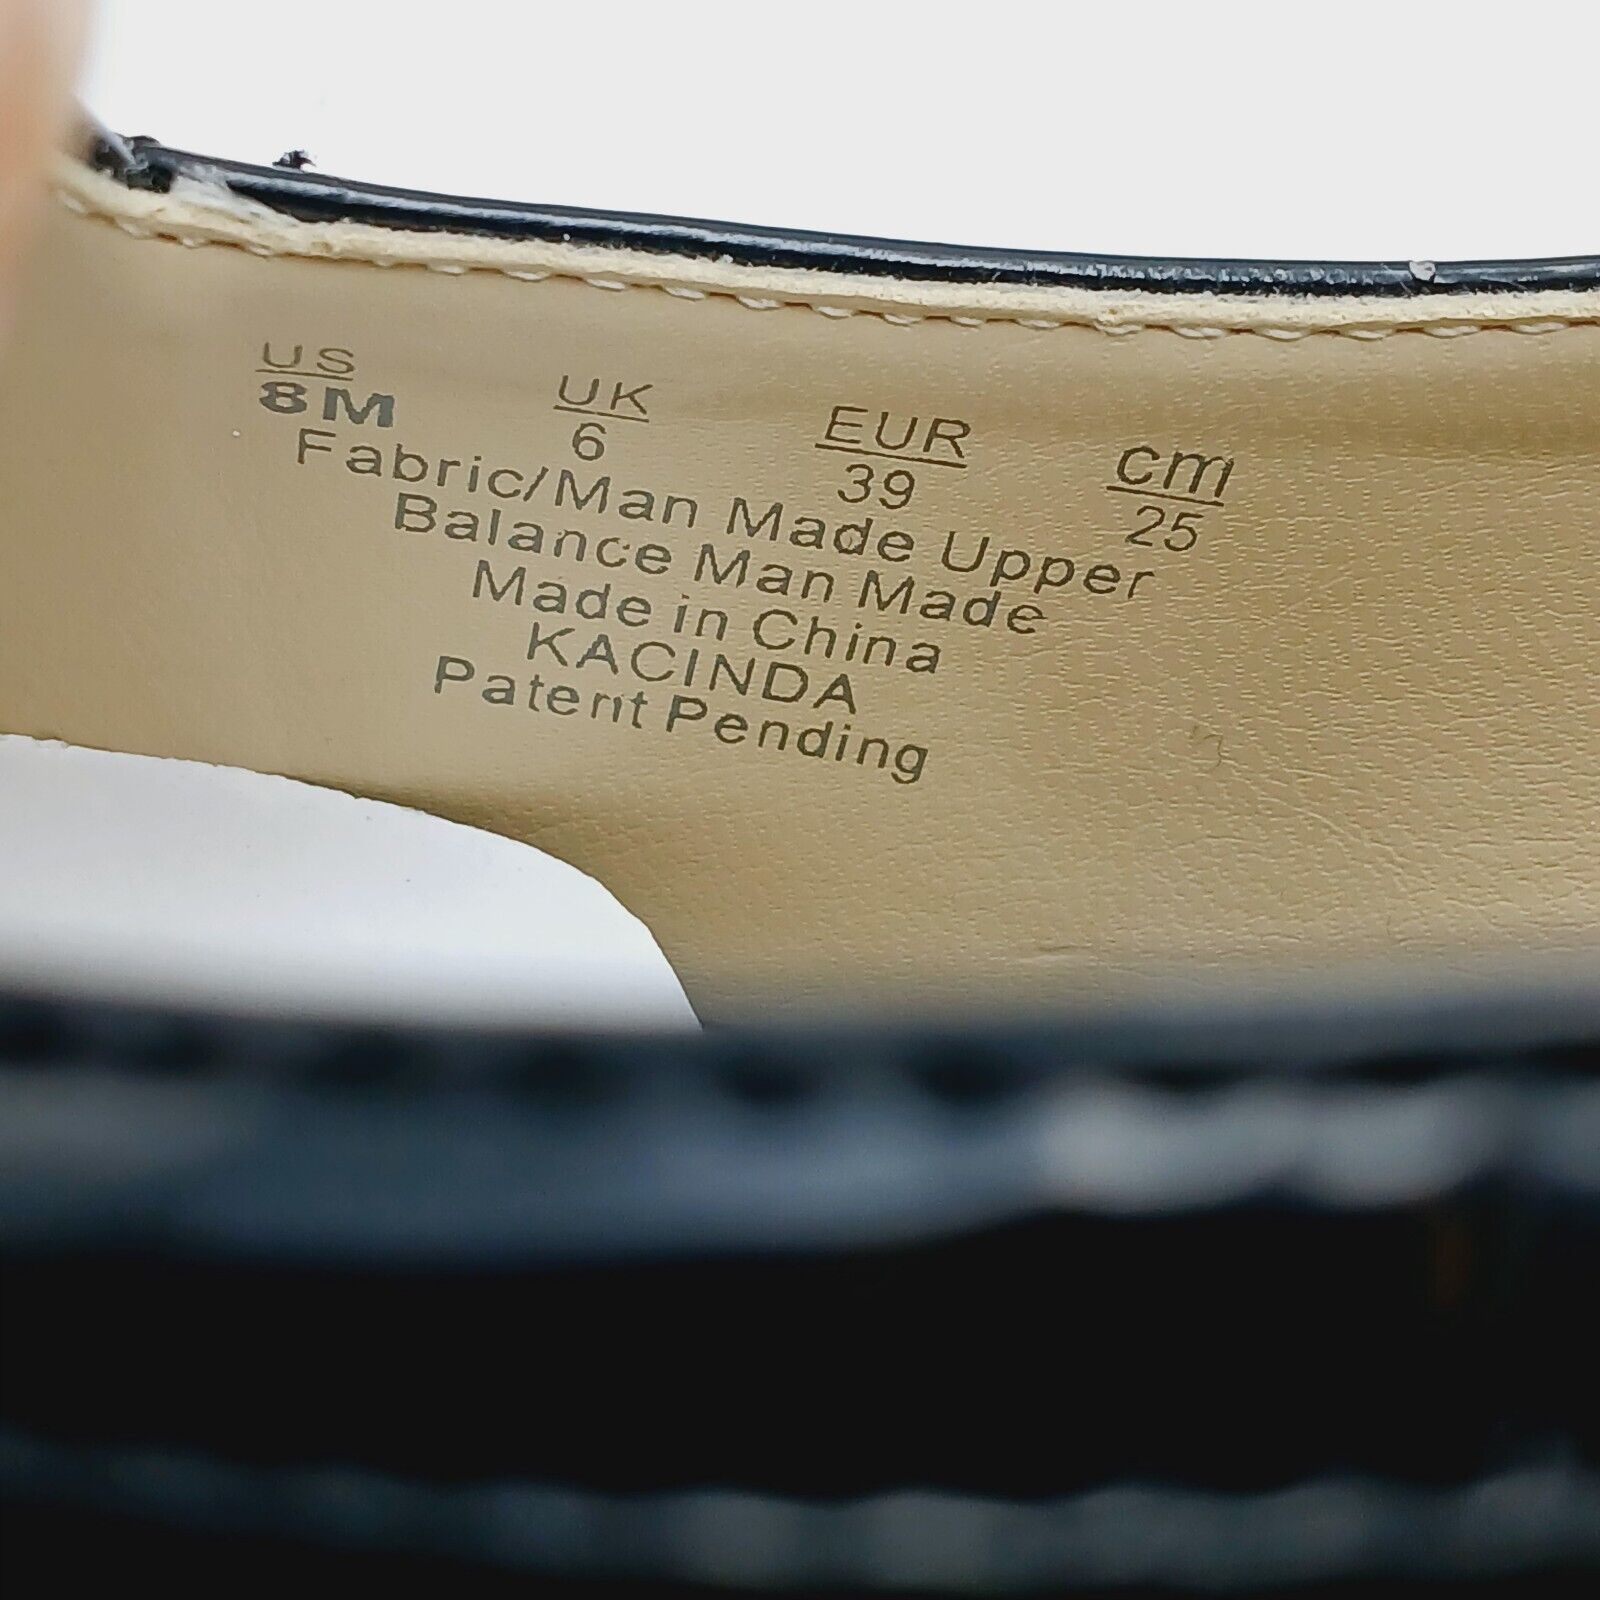 US UK EUR cm
8M 6 39 25
Fabric/Man Made Upper
Balance Man Made
Made in China
KACINDA
Patent Pending